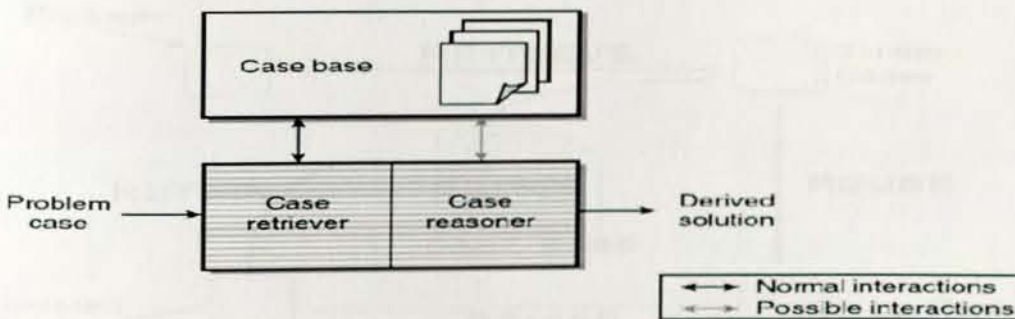 Case base
Problem
case
Case
retriever
Case
reasoner
Derived
solution
Normal interactions
Possible interactions